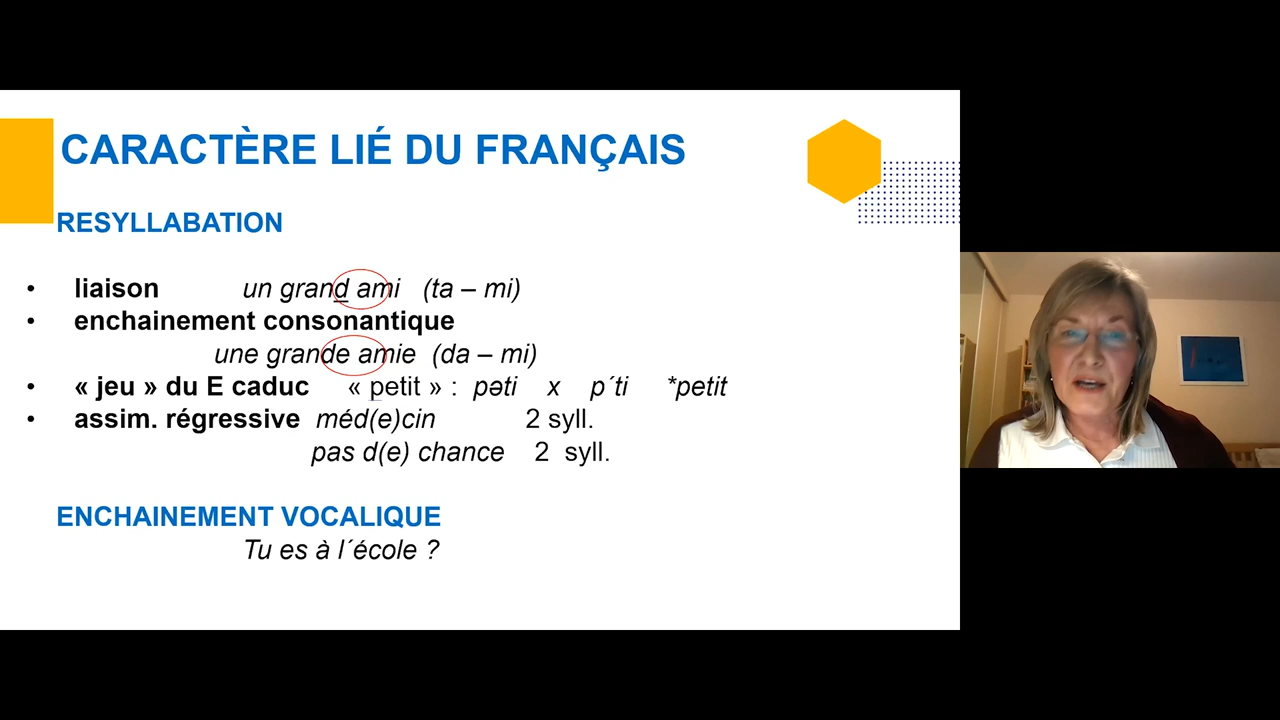 CARACTÈRE LIÉ DU FRANÇAIS
RESYLLABATION
• liaison un grand ami (ta – mi)
• enchainement consonantique
une grande amie (da – mi)
• « jeu » du E caduc « petit » : pəti x p´ti *petit
• assim. régressive méd(e)cin 2 syll.
pas d(e) chance 2 syll.
ENCHAINEMENT VOCALIQUE
Tu es à l´école ?